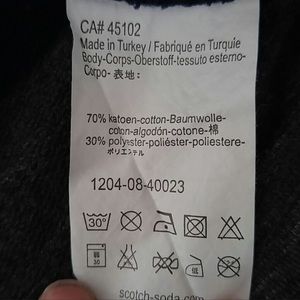 CA# 45102
Made in Turkey / Fabriqué en Turquie
Body-Corps-Oberstoff-tessuto esterno-
Corpo- 表地:
70% katoen-cotton-Baumwolle-
coton-algodón-cotone-棉
30% polyester-poliéster-poliestere-
ポリエステル
1204-08-40023
30°
30
scotch-soda.com